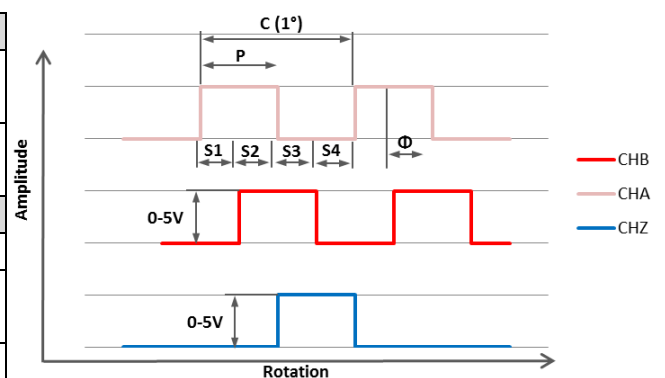 C (1°)
P
S1 S2 S3 S4 Φ
Amplitude
0-5V
0-5V
Rotation
CHB
CHA
CHZ